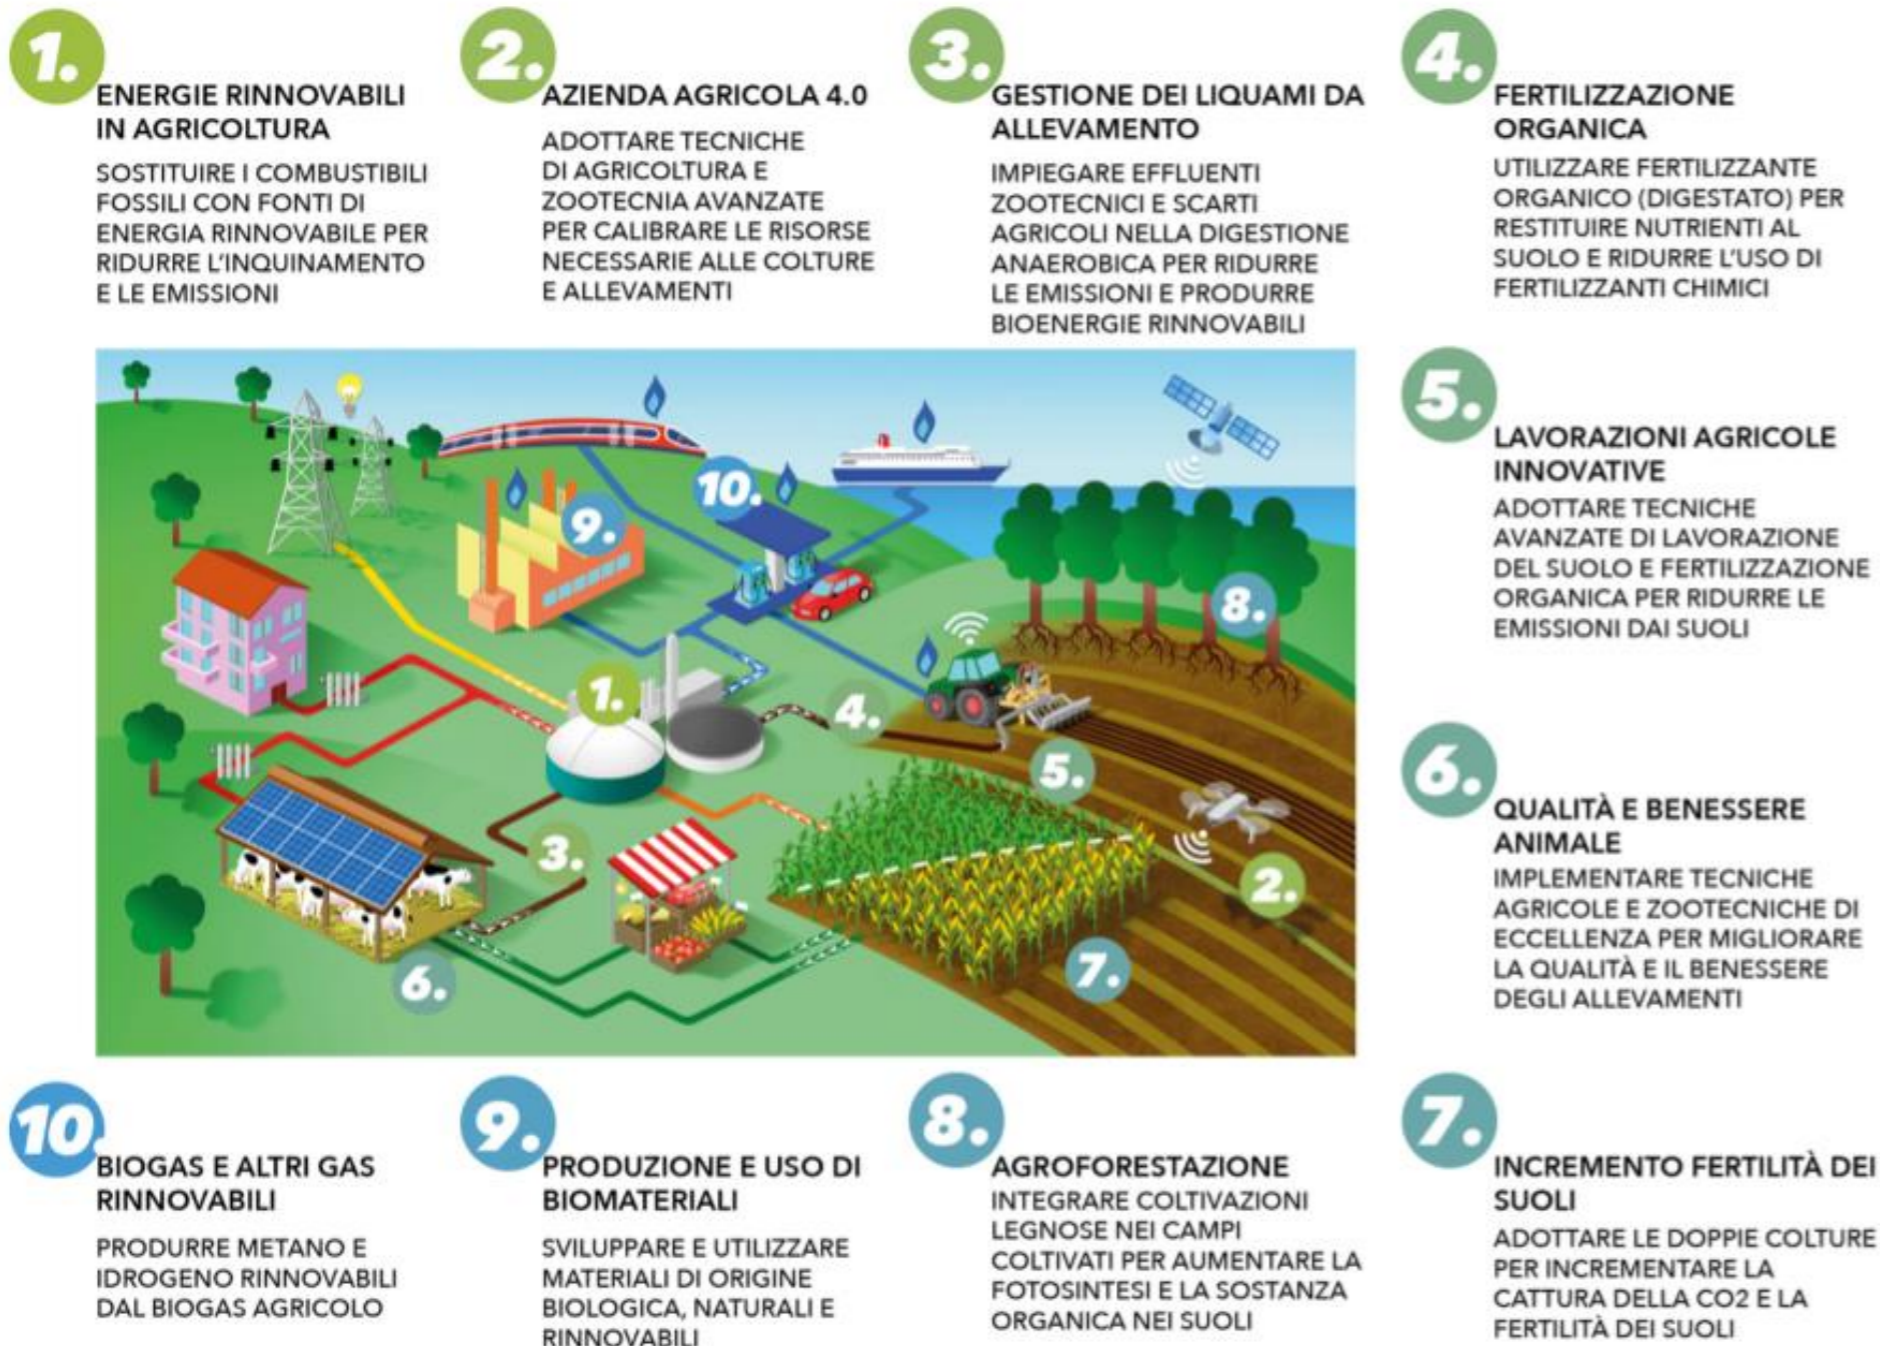 1.
ENERGIE RINNOVABILI
IN AGRICOLTURA
SOSTITUIRE I COMBUSTIBILI
FOSSILI CON FONTI DI
ENERGIA RINNOVABILE PER
RIDURRE L'INQUINAMENTO
E LE EMISSIONI
2.
AZIENDA AGRICOLA 4.0
ADOTTARE TECNICHE
DI AGRICOLTURA E
ZOOTECNIA AVANZATE
PER CALIBRARE LE RISORSE
NECESSARIE ALLE COLTURE
E ALLEVAMENTI
3.
GESTIONE DEI LIQUAMI DA
ALLEVAMENTO
IMPIEGARE EFFLUENTI
ZOOTECNICI E SCARTI
AGRICOLI NELLA DIGESTIONE
ANAEROBICA PER RIDURRE
LE EMISSIONI E PRODURRE
BIOENERGIE RINNOVABILI
4.
FERTILIZZAZIONE
ORGANICA
UTILIZZARE FERTILIZZANTE
ORGANICO (DIGESTATO) PER
RESTITUIRE NUTRIENTI AL
SUOLO E RIDURRE L'USO DI
FERTILIZZANTI CHIMICI
5.
LAVORAZIONI AGRICOLE
INNOVATIVE
ADOTTARE TECNICHE
AVANZATE DI LAVORAZIONE
DEL SUOLO E FERTILIZZAZIONE
ORGANICA PER RIDURRE LE
EMISSIONI DAI SUOLI
6.
QUALITÀ E BENESSERE
ANIMALE
IMPLEMENTARE TECNICHE
AGRICOLE E ZOOTECNICHE DI
ECCELLENZA PER MIGLIORARE
LA QUALITÀ E IL BENESSERE
DEGLI ALLEVAMENTI
10.
9.
8.
1.
4.
5.
3.
2.
7.
6.
10.
BIOGAS E ALTRI GAS
RINNOVABILI
PRODURRE METANO E
IDROGENO RINNOVABILI
DAL BIOGAS AGRICOLO
9.
PRODUZIONE E USO DI
BIOMATERIALI
SVILUPPARE E UTILIZZARE
MATERIALI DI ORIGINE
BIOLOGICA, NATURALI E
RINNOVABILI
8.
AGROFORESTAZIONE
INTEGRARE COLTIVAZIONI
LEGNOSE NEI CAMPI
COLTIVATI PER AUMENTARE LA
FOTOSINTESI E LA SOSTANZA
ORGANICA NEI SUOLI
7.
INCREMENTO FERTILITÀ DEI
SUOLI
ADOTTARE LE DOPPIE COLTURE
PER INCREMENTARE LA
CATTURA DELLA CO2 E LA
FERTILITÀ DEI SUOLI